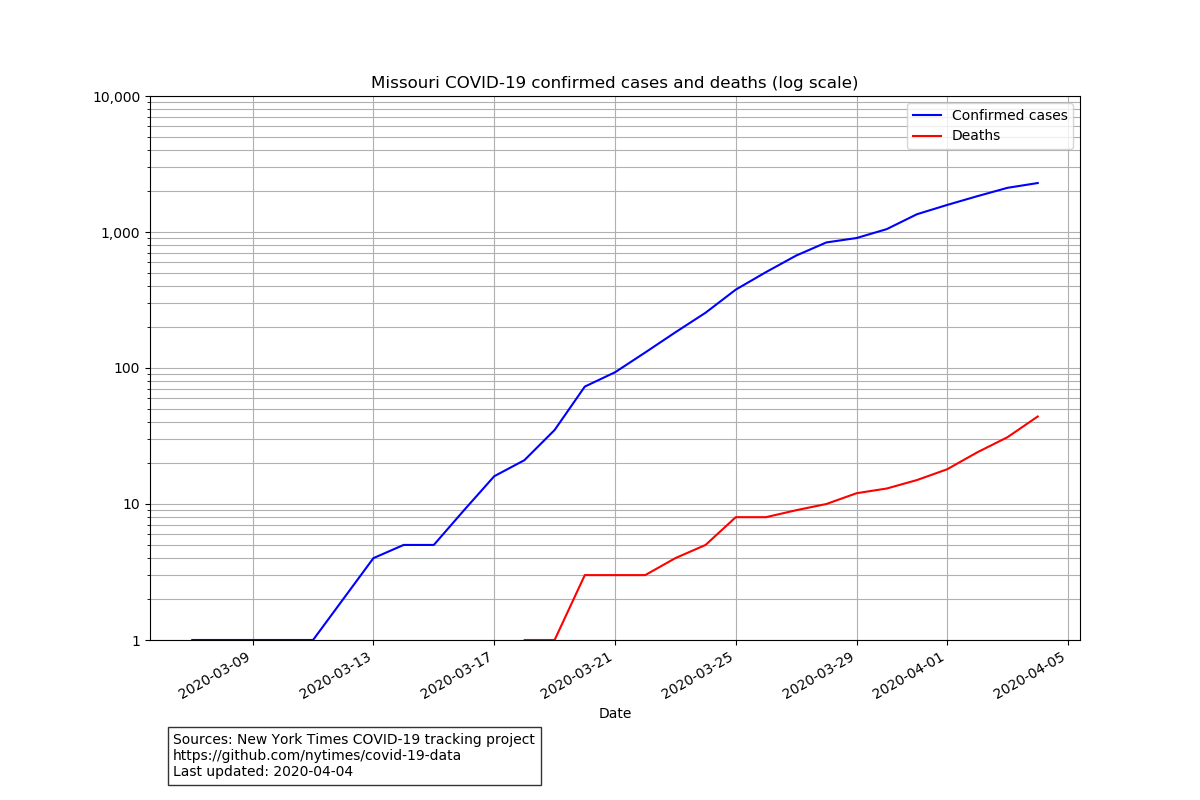 Missouri COVID-19 confirmed cases and deaths (log scale)
10,000
1,000
100
10
1
Confirmed cases
Deaths
2020-03-09
2020-03-13
2020-03-17
2020-03-21
2020-03-25
2020-03-29
2020-04-01
2020-04-05
Date
Sources: New York Times COVID-19 tracking project
https://github.com/nytimes/covid-19-data
Last updated: 2020-04-04